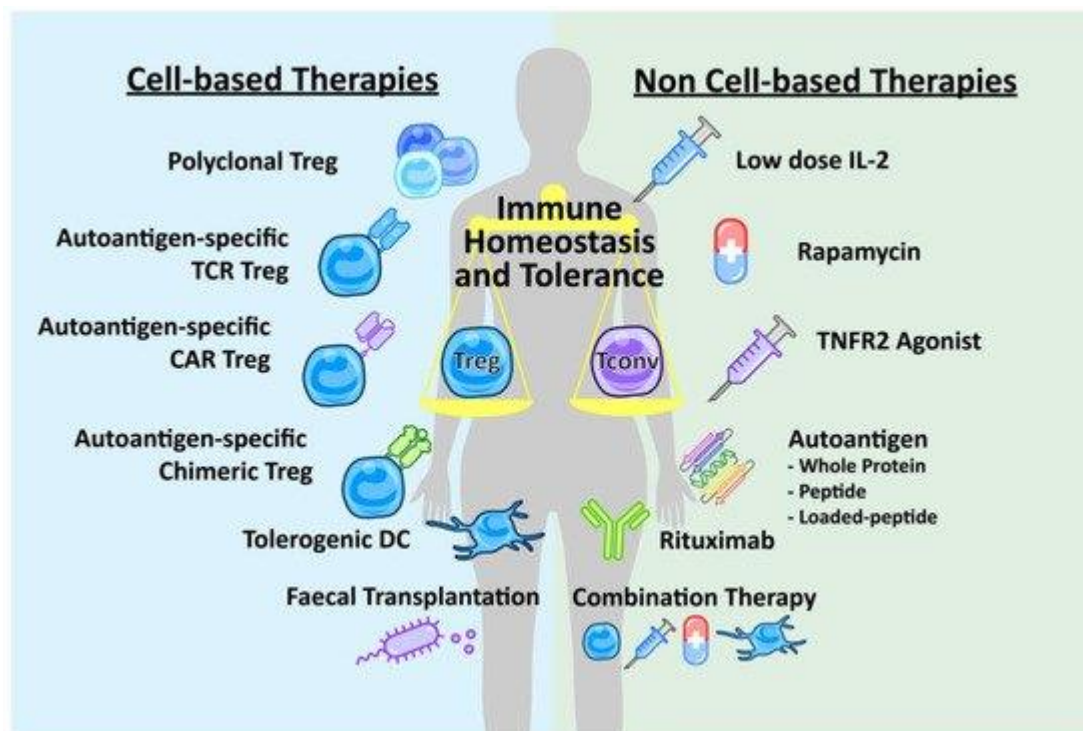 Cell-based Therapies
Polyclonal Treg
Autoantigen-specific
TCR Treg
Autoantigen-specific
CAR Treg
Autoantigen-specific
Chimeric Treg
Tolerogenic DC
Faecal Transplantation
Immune
Homeostasis
and Tolerance
Treg
Tconv
Non Cell-based Therapies
Low dose IL-2
Rapamycin
TNFR2 Agonist
Autoantigen
- Whole Protein
- Peptide
- Loaded-peptide
Rituximab
Combination Therapy